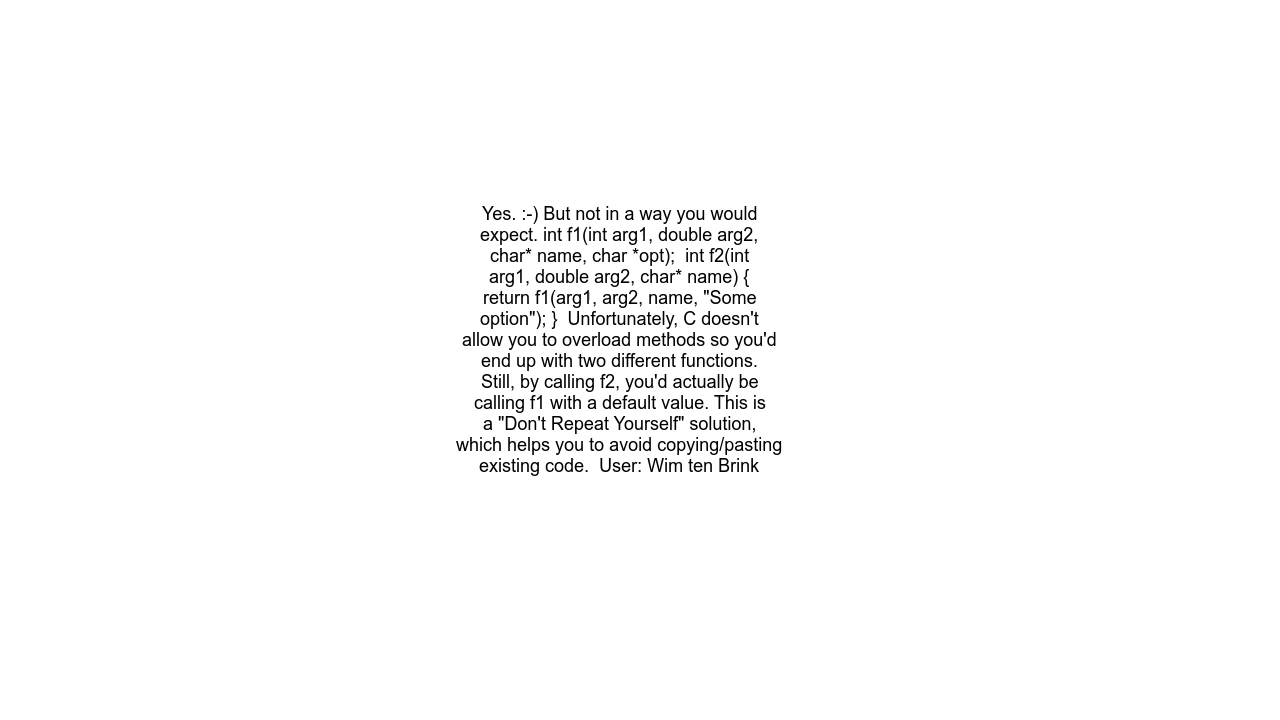 Yes. :-) But not in a way you would
expect. int f1(int arg1, double arg2,
char* name, char *opt);  int f2(int
arg1, double arg2, char* name) {
return f1(arg1, arg2, name, "Some
option"); }  Unfortunately, C doesn't
allow you to overload methods so you'd
end up with two different functions.
Still, by calling f2, you'd actually be
calling f1 with a default value. This is
a "Don't Repeat Yourself" solution,
which helps you to avoid copying/pasting
existing code.  User: Wim ten Brink